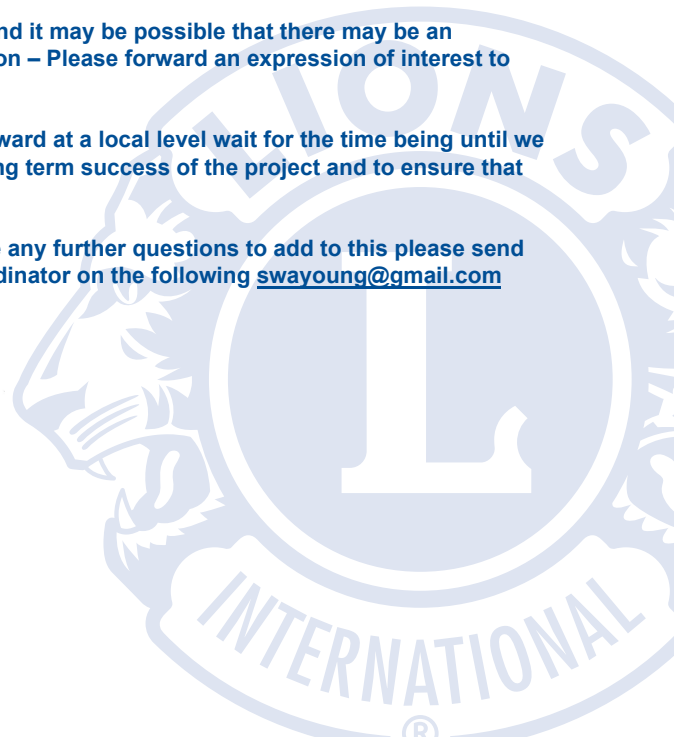 nd it may be possible that there may be an
on – Please forward an expression of interest to
ward at a local level wait for the time being until we
ng term success of the project and to ensure that
any further questions to add to this please send
dinator on the following swayoung@gmail.com
LIONS
L
INTERNATIONAL
®